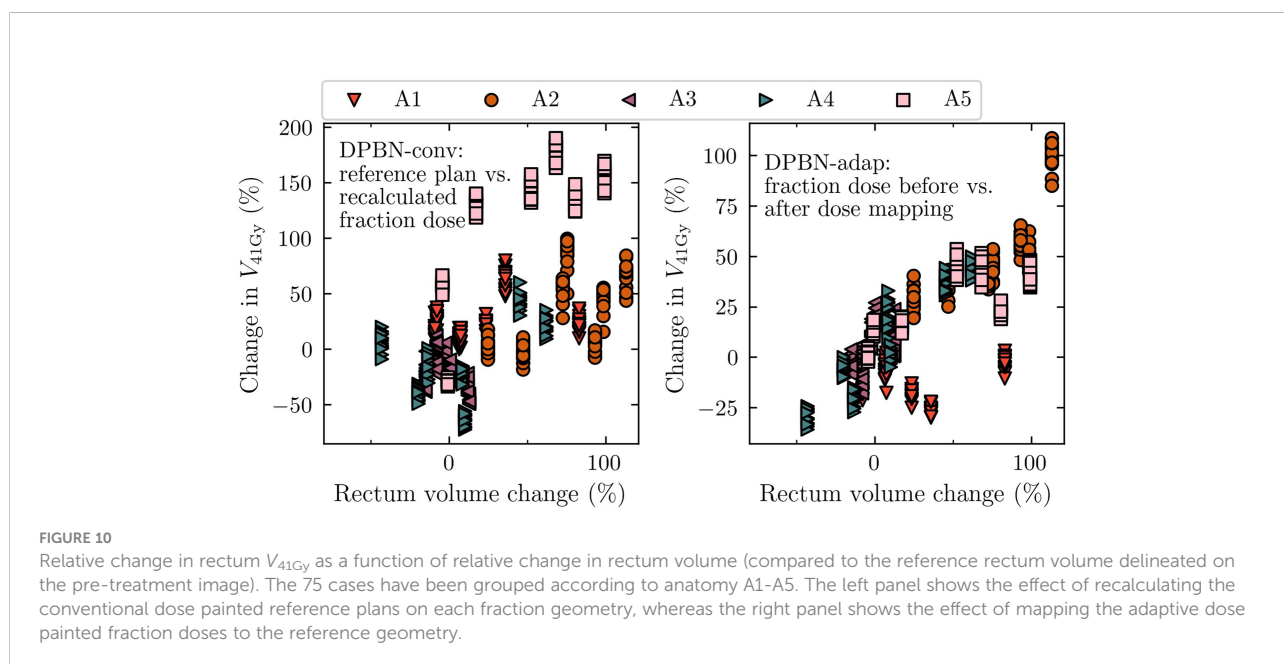 A1 A2 A3 A4 A5
200
150
100
50
0
−50
Change in V41Gy (%)
DPBN-conv:
reference plan vs.
recalculated
fraction dose
0 100
Rectum volume change (%)
100
75
50
25
0
−25
Change in V41Gy (%)
DPBN-adap:
fraction dose before vs.
after dose mapping
0 100
Rectum volume change (%)
FIGURE 10
Relative change in rectum V41Gy as a function of relative change in rectum volume (compared to the reference rectum volume delineated on
the pre-treatment image). The 75 cases have been grouped according to anatomy A1-A5. The left panel shows the effect of recalculating the
conventional dose painted reference plans on each fraction geometry, whereas the right panel shows the effect of mapping the adaptive dose
painted fraction doses to the reference geometry.